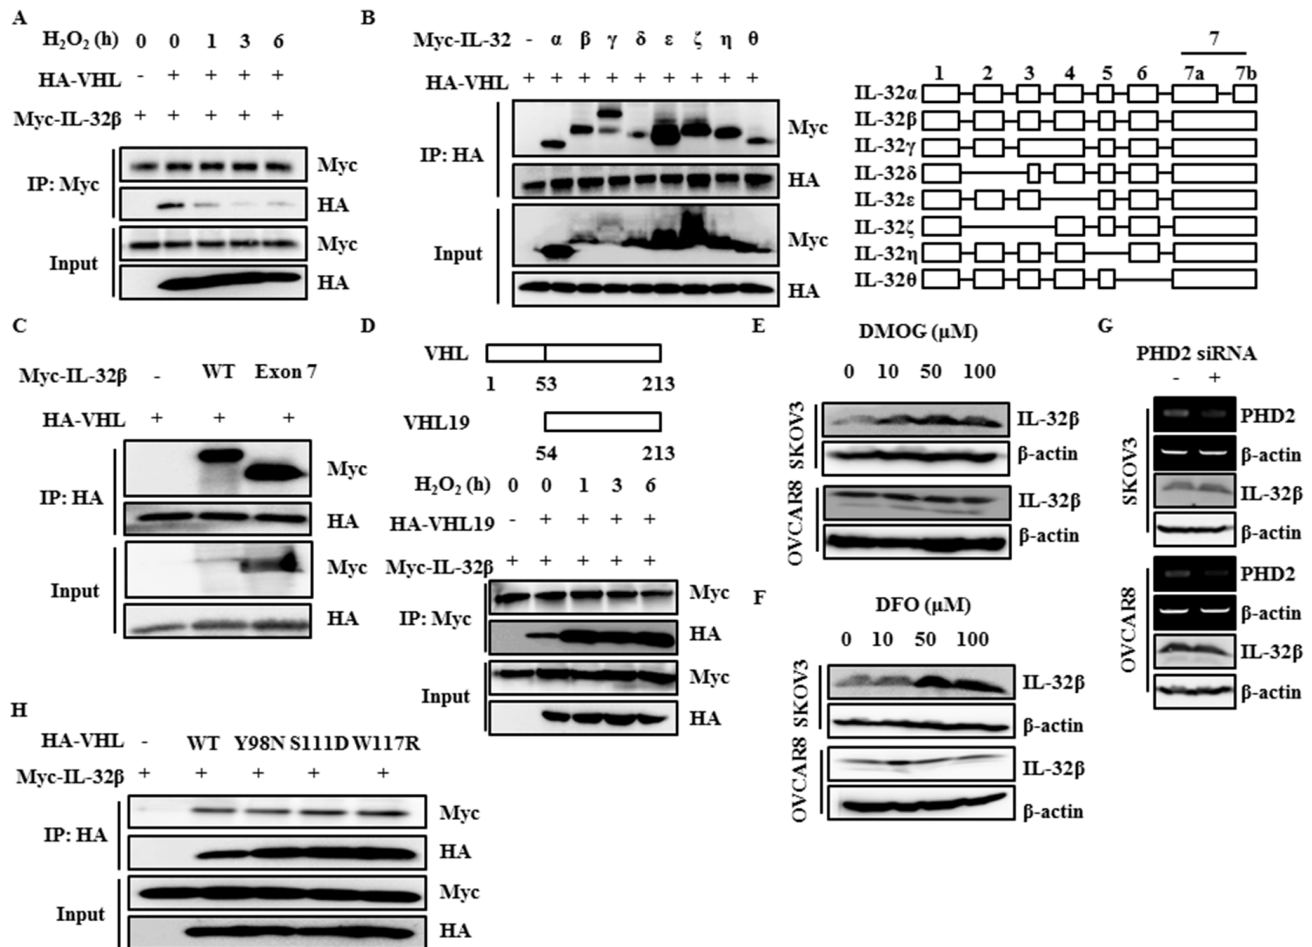 A
H₂O₂ (h) 0 0 1 3 6
HA-VHL - + + + +
Myc-IL-32β + + + + +
IP: Myc
Myc
HA
Input
Myc
HA
B
Myc-IL-32 - α β γ δ ε ζ η θ
HA-VHL + + + + + + + + +
IP: HA
Myc
HA
Input
Myc
HA
7
1 2 3 4 5 6 7a 7b
IL-32α
IL-32β
IL-32γ
IL-32δ
IL-32ε
IL-32ζ
IL-32η
IL-32θ
C
Myc-IL-32β - WT Exon 7
HA-VHL + + +
IP: HA
Myc
HA
Input
Myc
HA
D
VHL
1 53 213
VHL19
54 213
H₂O₂ (h) 0 0 1 3 6
HA-VHL19 - + + + +
Myc-IL-32β + + + + +
IP: Myc
Myc
HA
Input
Myc
HA
E
DMOG (μM)
0 10 50 100
SKOV3
IL-32β
β-actin
OVCAR8
IL-32β
β-actin
F
DFO (μM)
0 10 50 100
SKOV3
IL-32β
β-actin
OVCAR8
IL-32β
β-actin
G
PHD2 siRNA
- +
SKOV3
PHD2
β-actin
IL-32β
β-actin
OVCAR8
PHD2
β-actin
IL-32β
β-actin
H
HA-VHL - WT Y98N S111D W117R
Myc-IL-32β + + + + +
IP: HA
Myc
HA
Input
Myc
HA